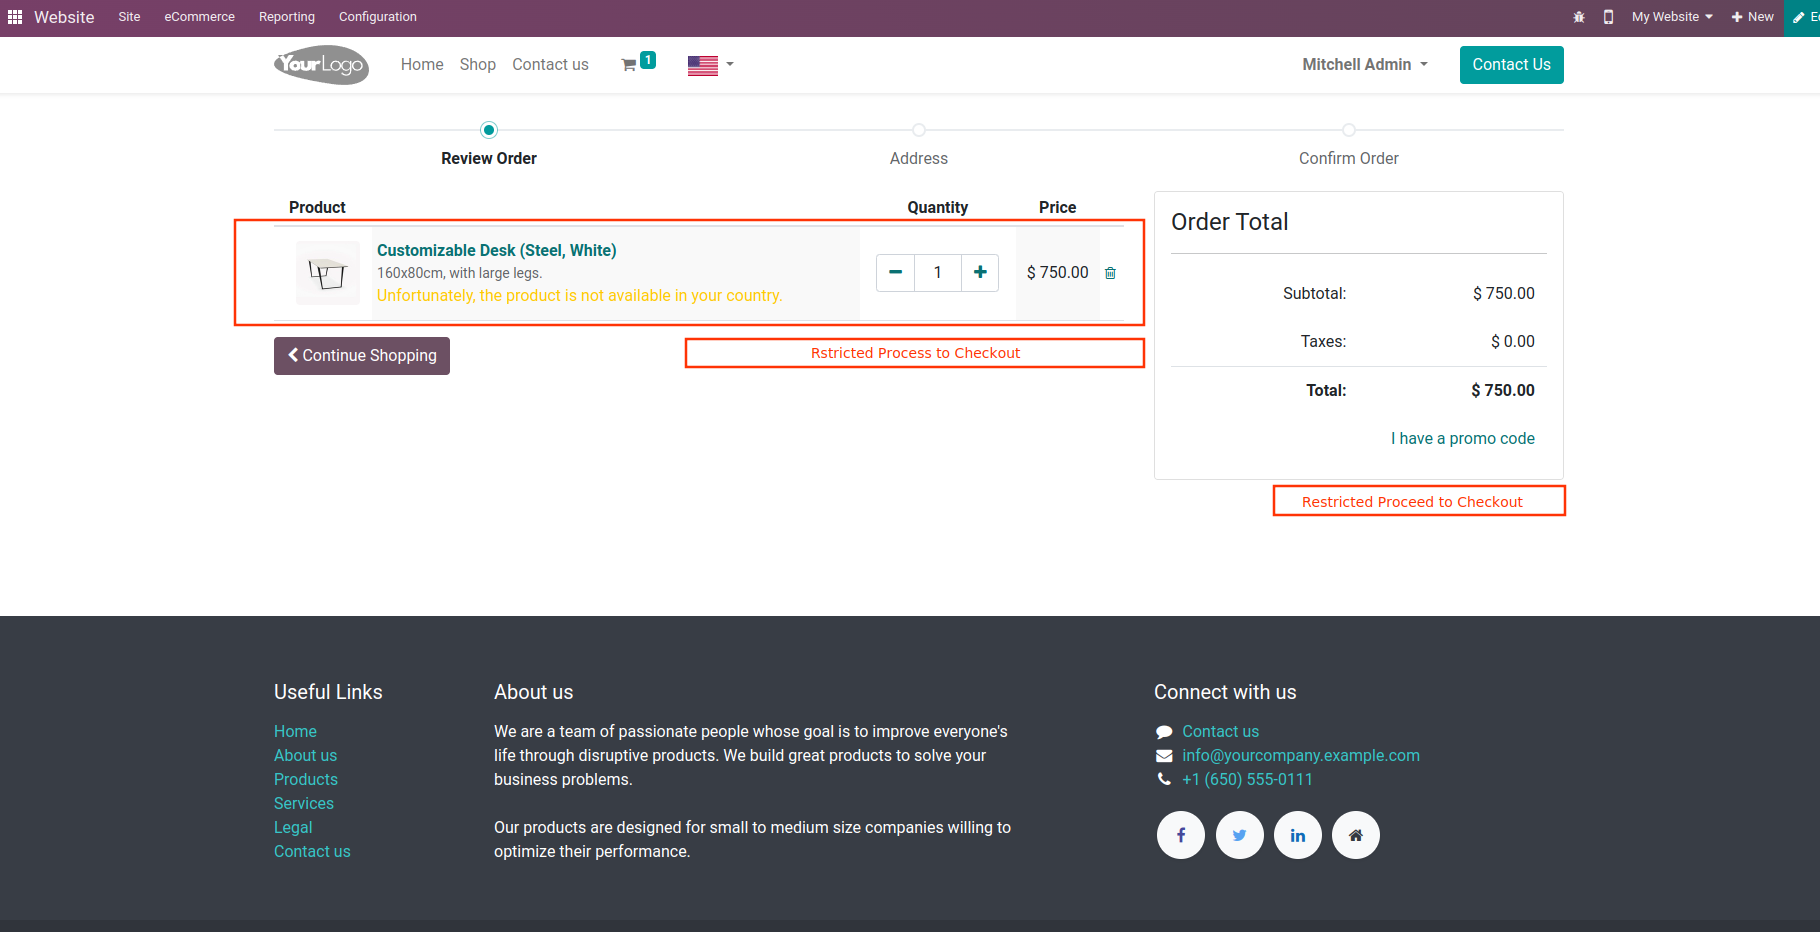 Website Site eCommerce Reporting Configuration My Website New
YourLogo Home Shop Contact us 1 Mitchell Admin Contact Us
Review Order Address Confirm Order
Product Quantity Price
Customizable Desk (Steel, White)
160x80cm, with large legs.
Unfortunately, the product is not available in your country.
1 $ 750.00
Continue Shopping
Rstricted Process to Checkout
Order Total
Subtotal: $ 750.00
Taxes: $ 0.00
Total: $ 750.00
I have a promo code
Restricted Proceed to Checkout
Useful Links
Home
About us
Products
Services
Legal
Contact us
About us
We are a team of passionate people whose goal is to improve everyone's
life through disruptive products. We build great products to solve your
business problems.
Our products are designed for small to medium size companies willing to
optimize their performance.
Connect with us
Contact us
info@yourcompany.example.com
+1 (650) 555-0111